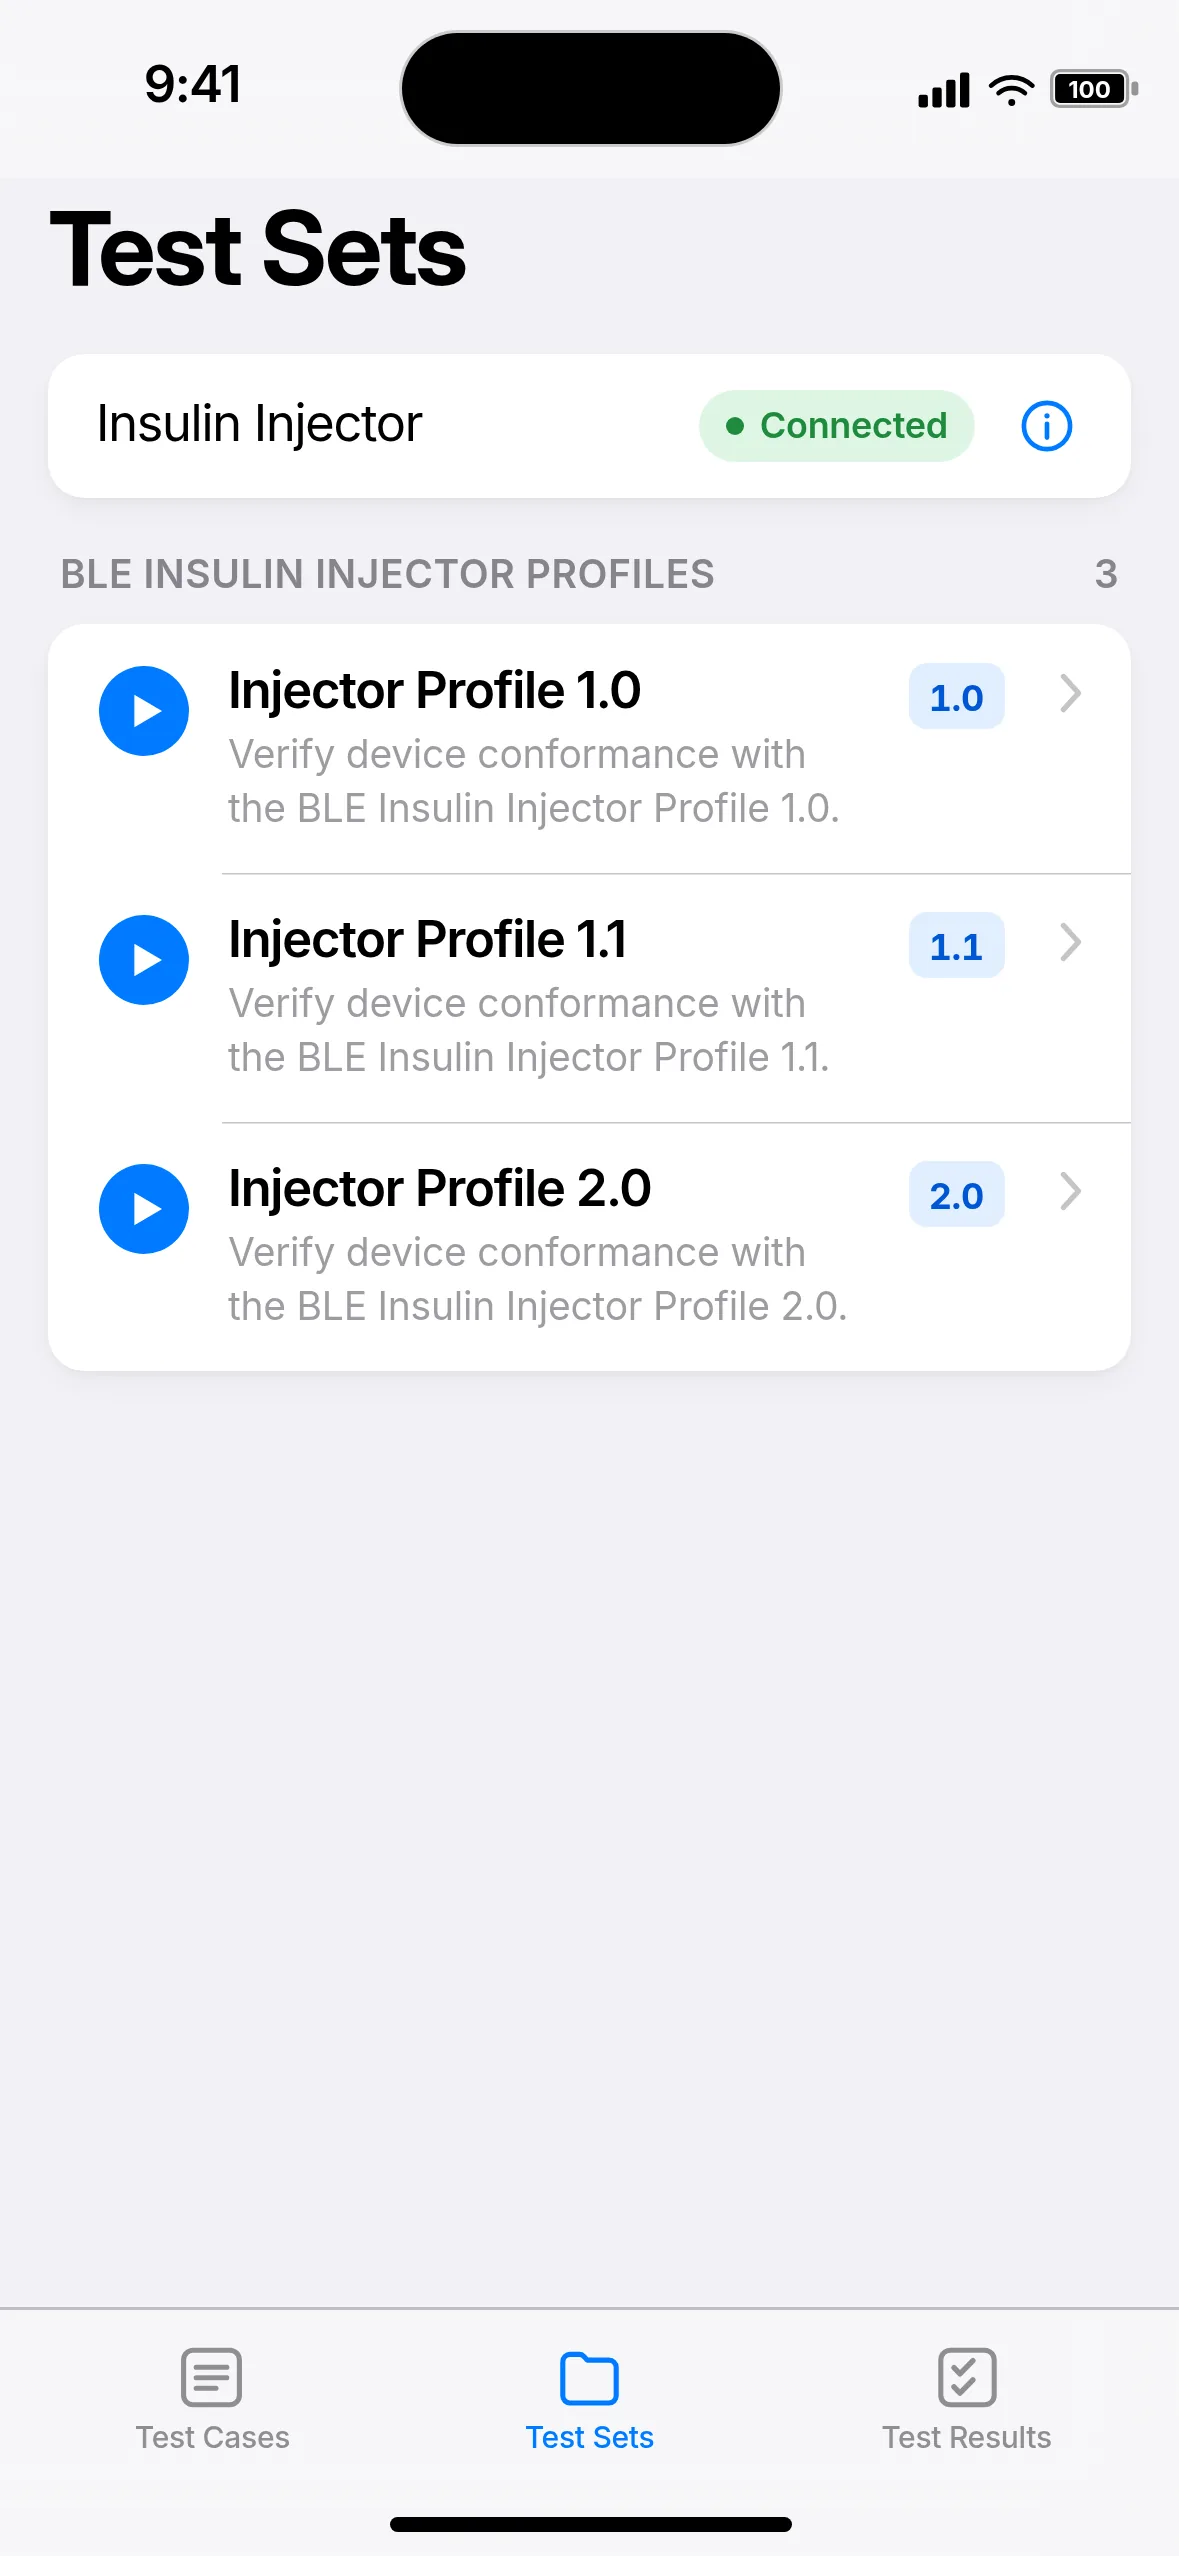 9:41
100
Test Sets
Insulin Injector
Connected
BLE INSULIN INJECTOR PROFILES
3
Injector Profile 1.0
1.0
Verify device conformance with
the BLE Insulin Injector Profile 1.0.
Injector Profile 1.1
1.1
Verify device conformance with
the BLE Insulin Injector Profile 1.1.
Injector Profile 2.0
2.0
Verify device conformance with
the BLE Insulin Injector Profile 2.0.
Test Cases
Test Sets
Test Results